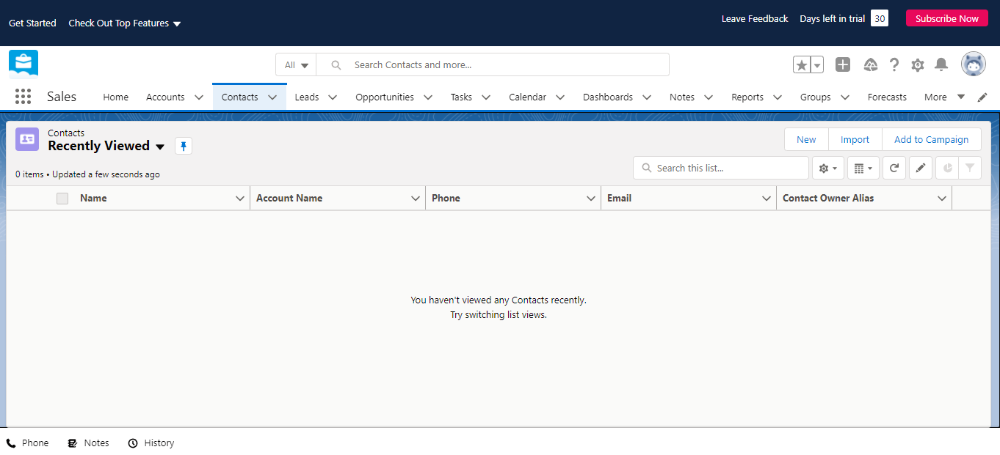 Get Started Check Out Top Features Leave Feedback Days left in trial 30 Subscribe Now
All Search Contacts and more...
Sales Home Accounts Contacts Leads Opportunities Tasks Calendar Dashboards Notes Reports Groups Forecasts More
Contacts
Recently Viewed
New Import Add to Campaign
0 items • Updated a few seconds ago
Search this list...
Name Account Name Phone Email Contact Owner Alias
You haven't viewed any Contacts recently.
Try switching list views.
Phone Notes History